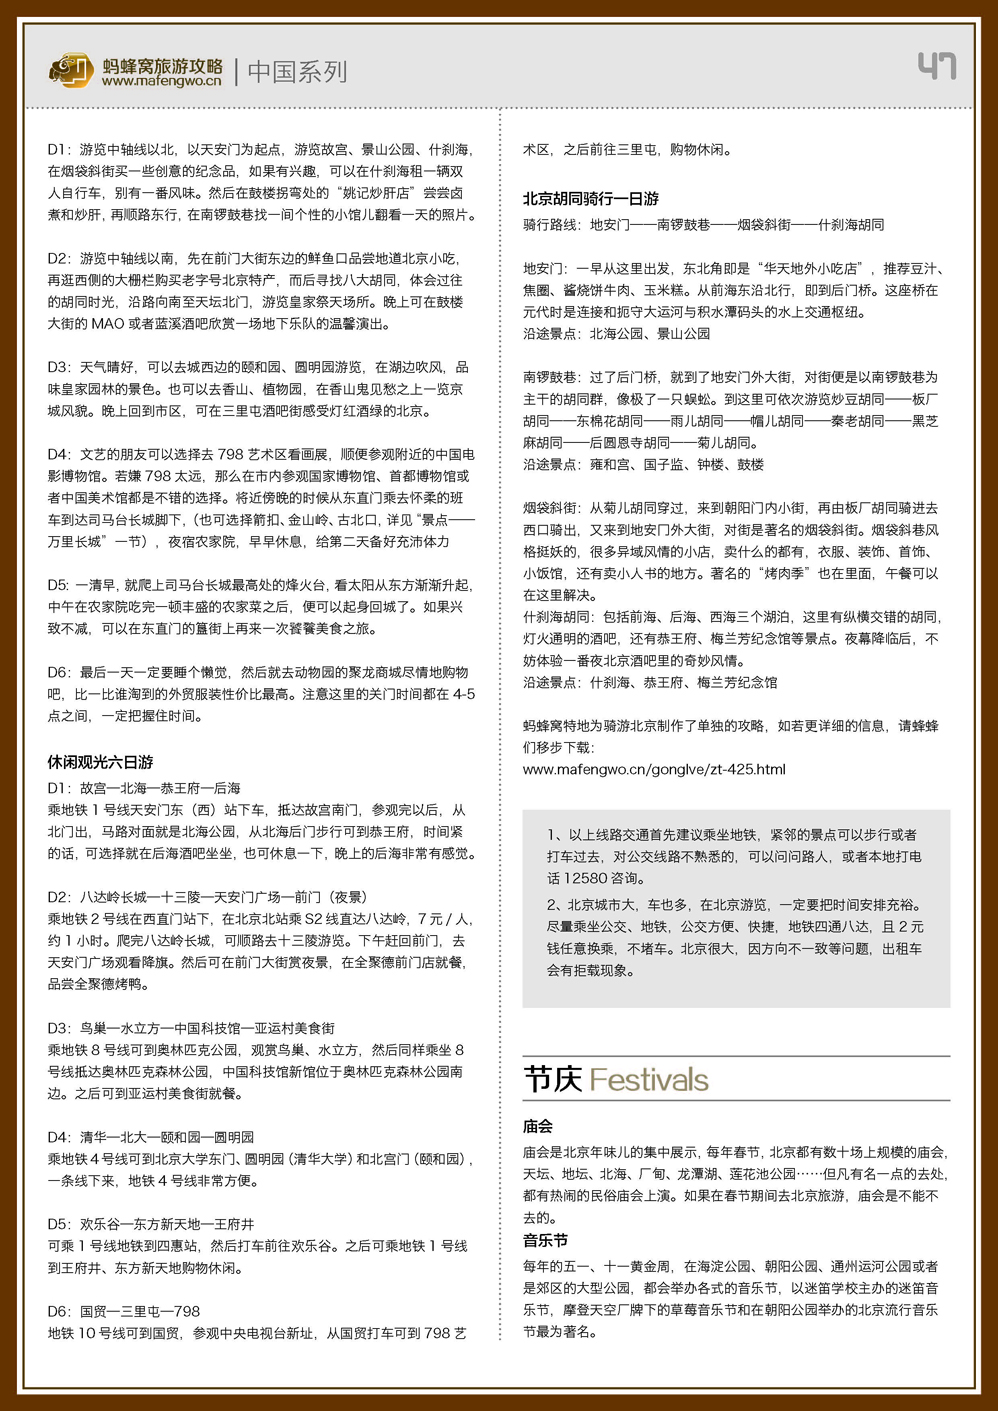 蚂蜂窝旅游攻略
www.mafengwo.cn
中国系列
47
D1：游览中轴线以北，以天安门为起点，游览故宫、景山公园、什刹海，
在烟袋斜街买一些创意的纪念品，如果有兴趣，可以在什刹海租一辆双
人自行车，别有一番风味。然后在鼓楼拐弯处的“姚记炒肝店”尝尝卤
煮和炒肝，再顺路东行，在南锣鼓巷找一间个性的小馆儿翻看一天的照片。
D2：游览中轴线以南，先在前门大街东边的鲜鱼口品尝地道北京小吃，
再逛西侧的大栅栏购买老字号北京特产，而后寻找八大胡同，体会过往
的胡同时光，沿路向南至天坛北门，游览皇家祭天场所。晚上可在鼓楼
大街的 MAO 或者蓝溪酒吧欣赏一场地下乐队的温馨演出。
D3：天气晴好，可以去城西边的颐和园、圆明园游览，在湖边吹风，品
味皇家园林的景色。也可以去香山、植物园，在香山鬼见愁之上一览京
城风貌。晚上回到市区，可在三里屯酒吧街感受灯红酒绿的北京。
D4：文艺的朋友可以选择去 798 艺术区看画展，顺便参观附近的中国电
影博物馆。若嫌 798 太远，那么在市内参观国家博物馆、首都博物馆或
者中国美术馆都是不错的选择。将近傍晚的时候从东直门乘去怀柔的班
车到达司马台长城脚下，（也可选择箭扣、金山岭、古北口，详见“景点——
万里长城”一节），夜宿农家院，早早休息，给第二天备好充沛体力
D5: 一清早，就爬上司马台长城最高处的烽火台，看太阳从东方渐渐升起，
中午在农家院吃完一顿丰盛的农家菜之后，便可以起身回城了。如果兴
致不减，可以在东直门的簋街上再来一次饕餮美食之旅。
D6：最后一天一定要睡个懒觉，然后就去动物园的聚龙商城尽情地购物
吧，比一比谁淘到的外贸服装性价比最高。注意这里的关门时间都在 4-5
点之间，一定把握住时间。
休闲观光六日游
D1：故宫—北海—恭王府—后海
乘地铁 1 号线天安门东（西）站下车，抵达故宫南门，参观完以后，从
北门出，马路对面就是北海公园，从北海后门步行可到恭王府，时间紧
的话，可选择就在后海酒吧坐坐，也可休息一下，晚上的后海非常有感觉。
D2：八达岭长城—十三陵—天安门广场—前门（夜景）
乘地铁 2 号线在西直门站下，在北京北站乘 S2 线直达八达岭，7 元 / 人，
约 1 小时。爬完八达岭长城，可顺路去十三陵游览。下午赶回前门，去
天安门广场观看降旗。然后可在前门大街赏夜景，在全聚德前门店就餐，
品尝全聚德烤鸭。
D3：鸟巢—水立方—中国科技馆—亚运村美食街
乘地铁 8 号线可到奥林匹克公园，观赏鸟巢、水立方，然后同样乘坐 8
号线抵达奥林匹克森林公园，中国科技馆新馆位于奥林匹克森林公园南
边。之后可到亚运村美食街就餐。
D4：清华—北大—颐和园—圆明园
乘地铁 4 号线可到北京大学东门、圆明园（清华大学）和北宫门（颐和园），
一条线下来，地铁 4 号线非常方便。
D5：欢乐谷—东方新天地—王府井
可乘 1 号线地铁到四惠站，然后打车前往欢乐谷。之后可乘地铁 1 号线
到王府井、东方新天地购物休闲。
D6：国贸—三里屯—798
地铁 10 号线可到国贸，参观中央电视台新址，从国贸打车可到 798 艺
术区，之后前往三里屯，购物休闲。
北京胡同骑行一日游
骑行路线：地安门——南锣鼓巷——烟袋斜街——什刹海胡同
地安门：一早从这里出发，东北角即是“华天地外小吃店”，推荐豆汁、
焦圈、酱烧饼牛肉、玉米糕。从前海东沿北行，即到后门桥。这座桥在
元代时是连接和扼守大运河与积水潭码头的水上交通枢纽。
沿途景点：北海公园、景山公园
南锣鼓巷：过了后门桥，就到了地安门外大街，对街便是以南锣鼓巷为
主干的胡同群，像极了一只蜈蚣。到这里可依次游览炒豆胡同——板厂
胡同——东棉花胡同——雨儿胡同——帽儿胡同——秦老胡同——黑芝
麻胡同——后圆恩寺胡同——菊儿胡同。
沿途景点：雍和宫、国子监、钟楼、鼓楼
烟袋斜街：从菊儿胡同穿过，来到朝阳门内小街，再由板厂胡同骑进去
西口骑出，又来到地安门外大街，对街是著名的烟袋斜街。烟袋斜巷风
格挺妖的，很多异域风情的小店，卖什么的都有，衣服、装饰、首饰、
小饭馆，还有卖小人书的地方。著名的“烤肉季”也在里面，午餐可以
在这里解决。
什刹海胡同：包括前海、后海、西海三个湖泊，这里有纵横交错的胡同，
灯火通明的酒吧，还有恭王府、梅兰芳纪念馆等景点。夜幕降临后，不
妨体验一番夜北京酒吧里的奇妙风情。
沿途景点：什刹海、恭王府、梅兰芳纪念馆
蚂蜂窝特地为骑游北京制作了单独的攻略，如若更详细的信息，请蜂蜂
们移步下载：
www.mafengwo.cn/gonglve/zt-425.html
1、以上线路交通首先建议乘坐地铁，紧邻的景点可以步行或者
打车过去，对公交线路不熟悉的，可以问问路人，或者本地打电
话 12580 咨询。
2、北京城市大，车也多，在北京游览，一定要把时间安排充裕。
尽量乘坐公交、地铁，公交方便、快捷，地铁四通八达，且 2 元
钱任意换乘，不堵车。北京很大，因方向不一致等问题，出租车
会有拒载现象。
节庆 Festivals
庙会
庙会是北京年味儿的集中展示，每年春节，北京都有数十场上规模的庙会，
天坛、地坛、北海、厂甸、龙潭湖、莲花池公园……但凡有名一点的去处，
都有热闹的民俗庙会上演。如果在春节期间去北京旅游，庙会是不能不
去的。
音乐节
每年的五一、十一黄金周，在海淀公园、朝阳公园、通州运河公园或者
是郊区的大型公园，都会举办各式的音乐节，以迷笛学校主办的迷笛音
乐节，摩登天空厂牌下的草莓音乐节和在朝阳公园举办的北京流行音乐
节最为著名。